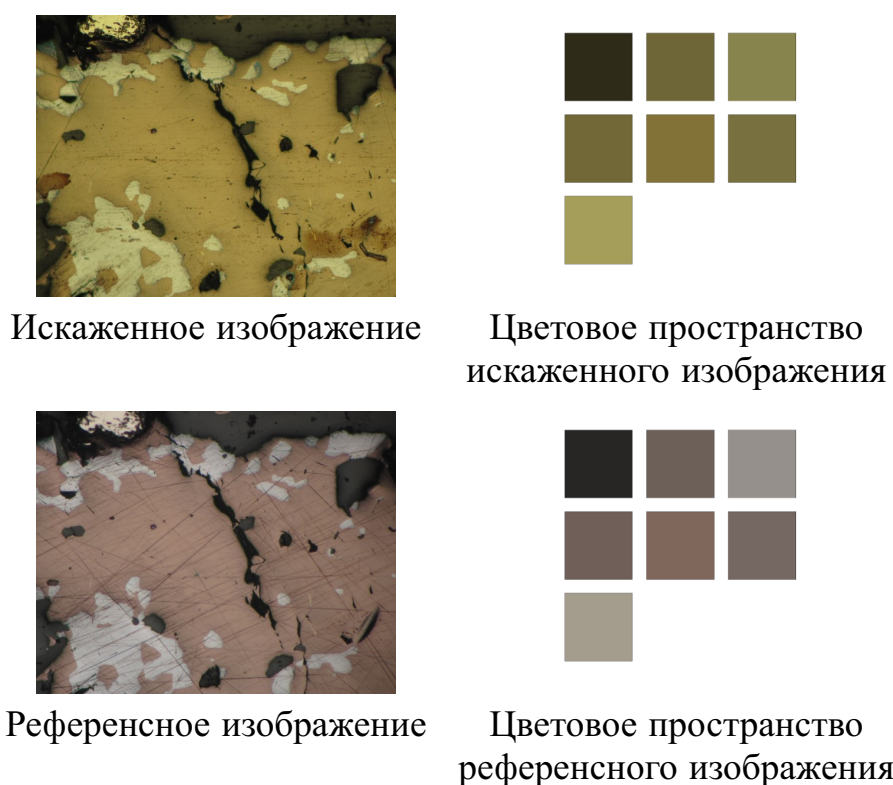 Искаженное изображение
Цветовое пространство
искаженного изображения
Референсное изображение
Цветовое пространство
референсного изображения